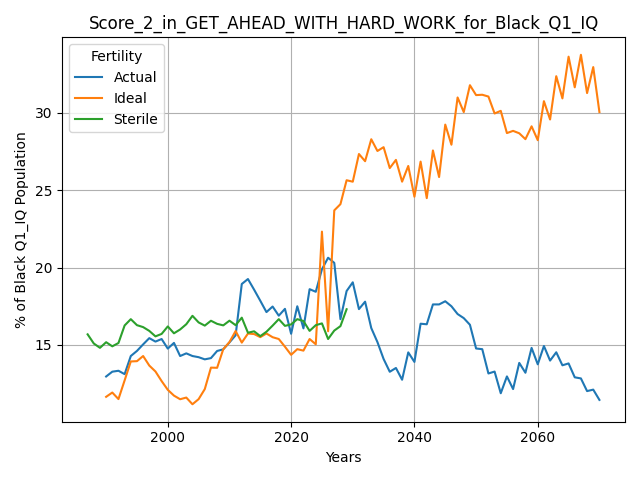 Score_2_in_GET_AHEAD_WITH_HARD_WORK_for_Black_Q1_IQ
Fertility
Actual
Ideal
Sterile
% of Black Q1_IQ Population
30
25
20
15
2000
2020
2040
2060
Years